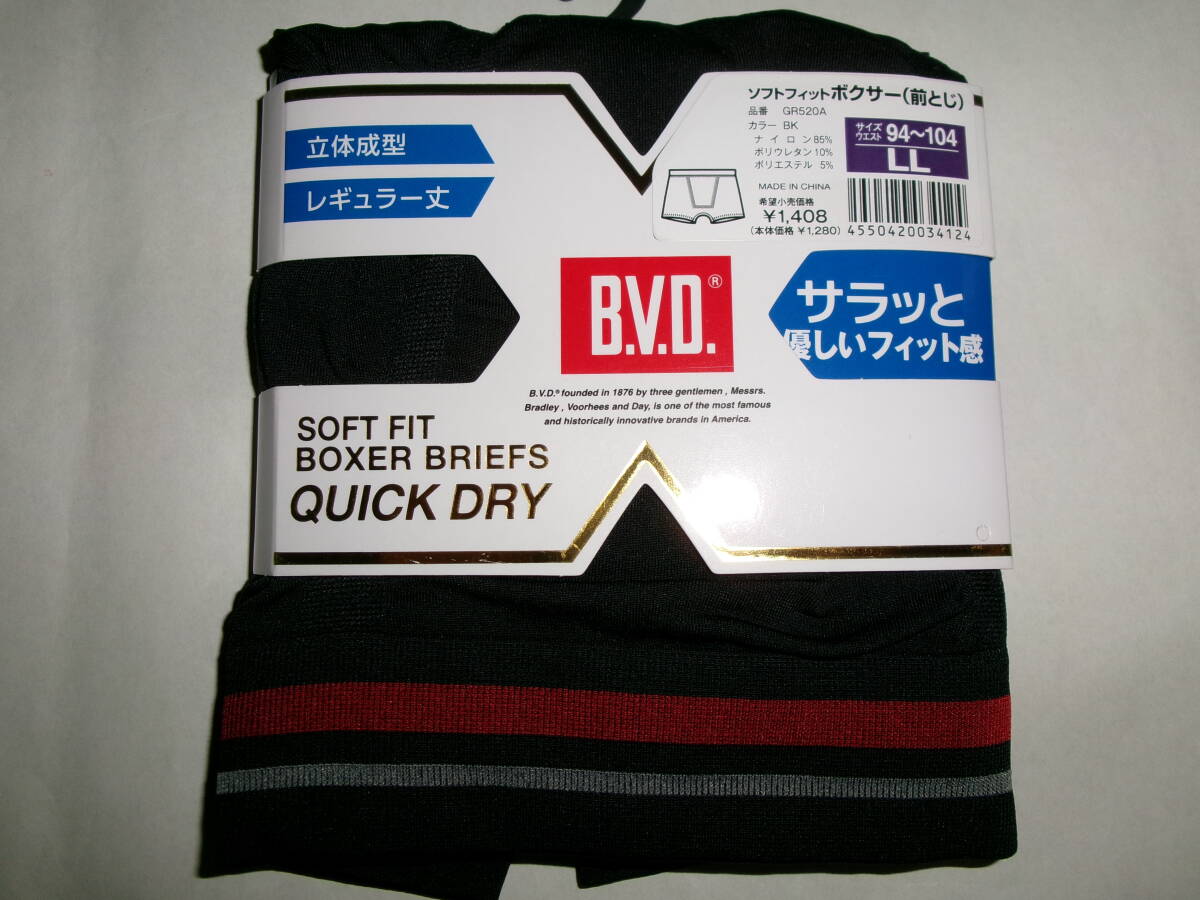 立体成型
レギュラー丈
ソフトフィットボクサー(前とじ)
品番 GR520A
カラー BK
ナイロン85%
ポリウレタン10%
ポリエステル 5%
サイズ
ウエスト 94〜104
LL
MADE IN CHINA
希望小売価格
¥1,408
(本体価格 ¥1,280)
4550420034124
B.V.D.®
サラッと
優しいフィット感
B.V.D.® founded in 1876 by three gentlemen , Messrs.
Bradley , Voorhees and Day, is one of the most famous
and historically innovative brands in America.
SOFT FIT
BOXER BRIEFS
QUICK DRY